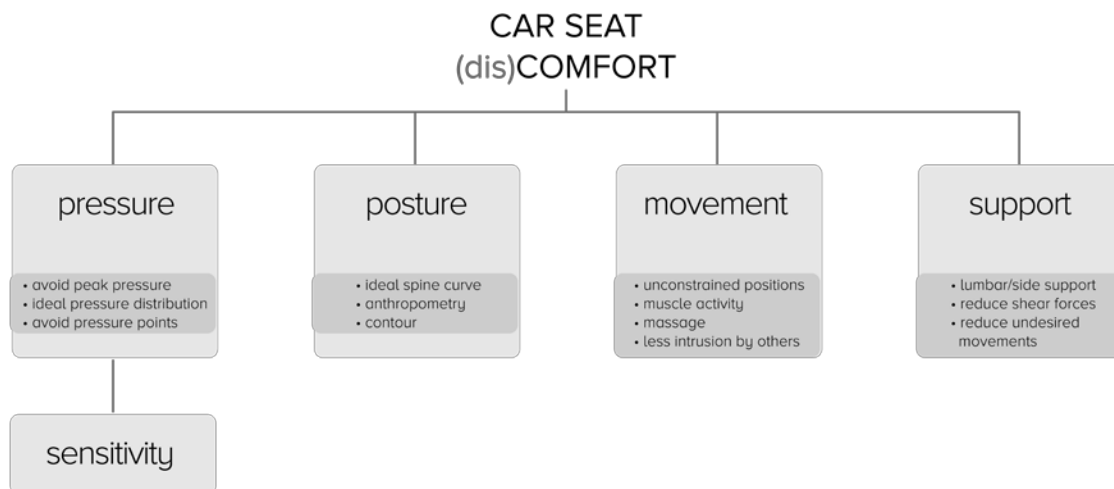 CAR SEAT
(dis)COMFORT
pressure
• avoid peak pressure
• ideal pressure distribution
• avoid pressure points
posture
• ideal spine curve
• anthropometry
• contour
movement
• unconstrained positions
• muscle activity
• massage
• less intrusion by others
support
• lumbar/side support
• reduce shear forces
• reduce undesired
movements
sensitivity